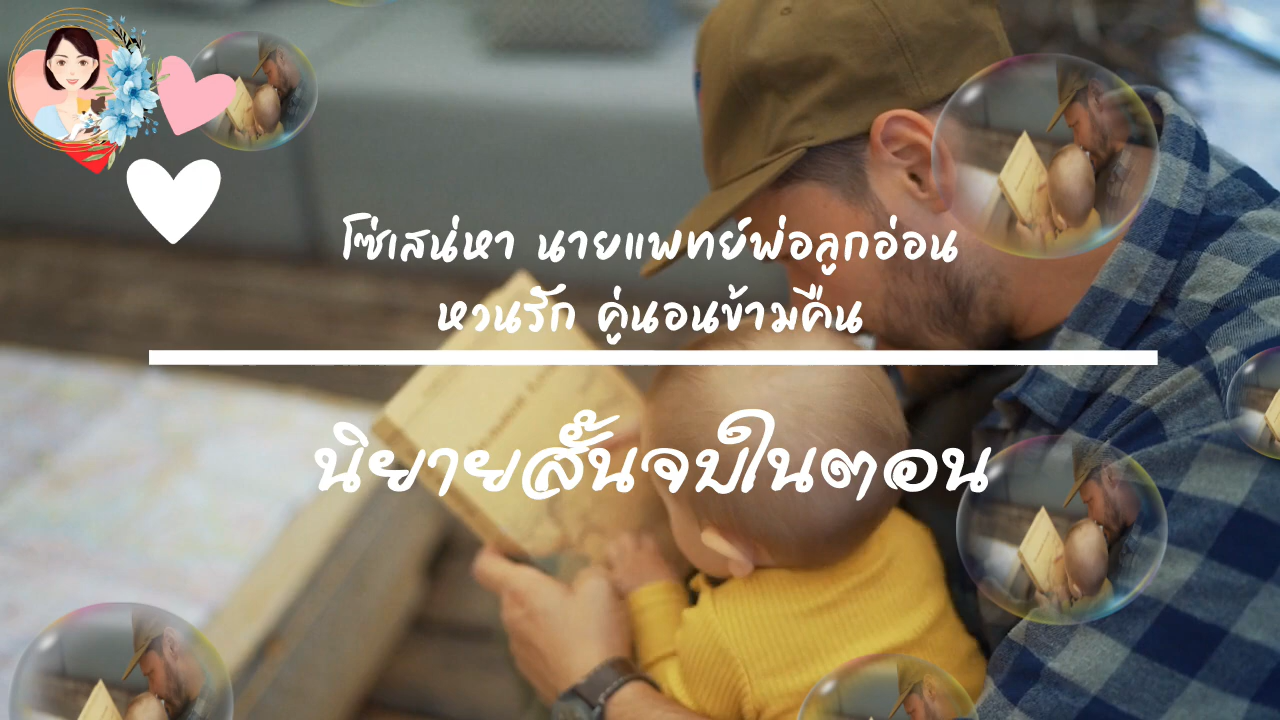 โซ่เสน่หา นายแพทย์พ่อลูกอ่อน
หวนรัก คู่นอนข้ามคืน
นิยายสั้นจบในตอน